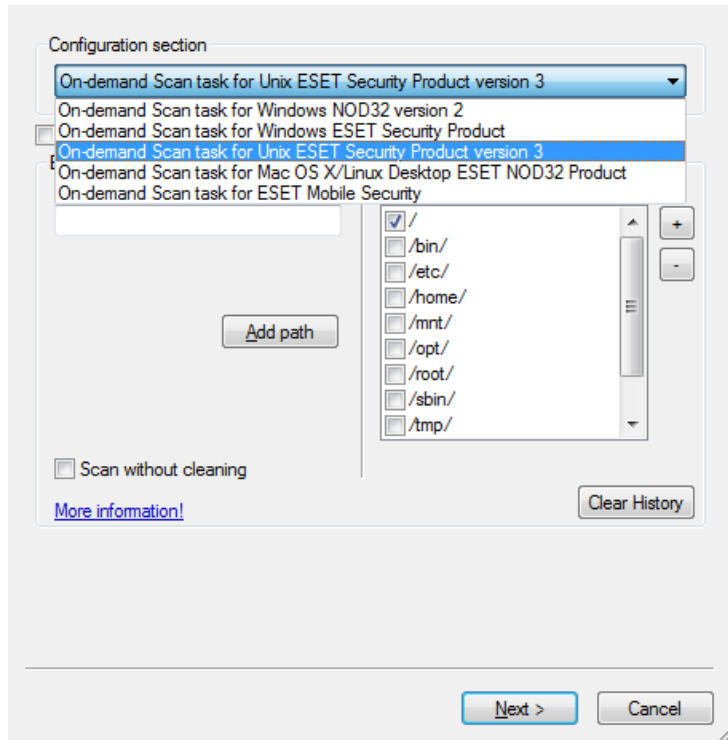 Configuration section
On-demand Scan task for Unix ESET Security Product version 3
On-demand Scan task for Windows NOD32 version 2
On-demand Scan task for Windows ESET Security Product
On-demand Scan task for Unix ESET Security Product version 3
On-demand Scan task for Mac OS X/Linux Desktop ESET NOD32 Product
On-demand Scan task for ESET Mobile Security
/
+
/bin/
/etc/
-
/home/
/mnt/
Add path
/opt/
/root/
/sbin/
/tmp/
Scan without cleaning
More information!
Clear History
Next >
Cancel